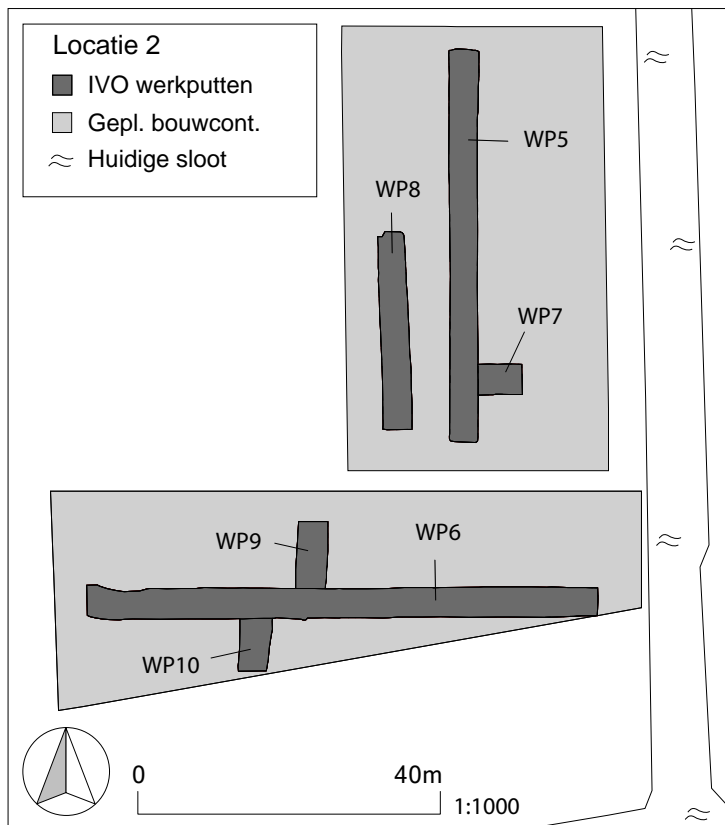 Locatie 2
IVO werkputten
Gepl. bouwcont.
Huidige sloot
WP5
WP8
WP7
WP9
WP6
WP10
0 40m
1:1000